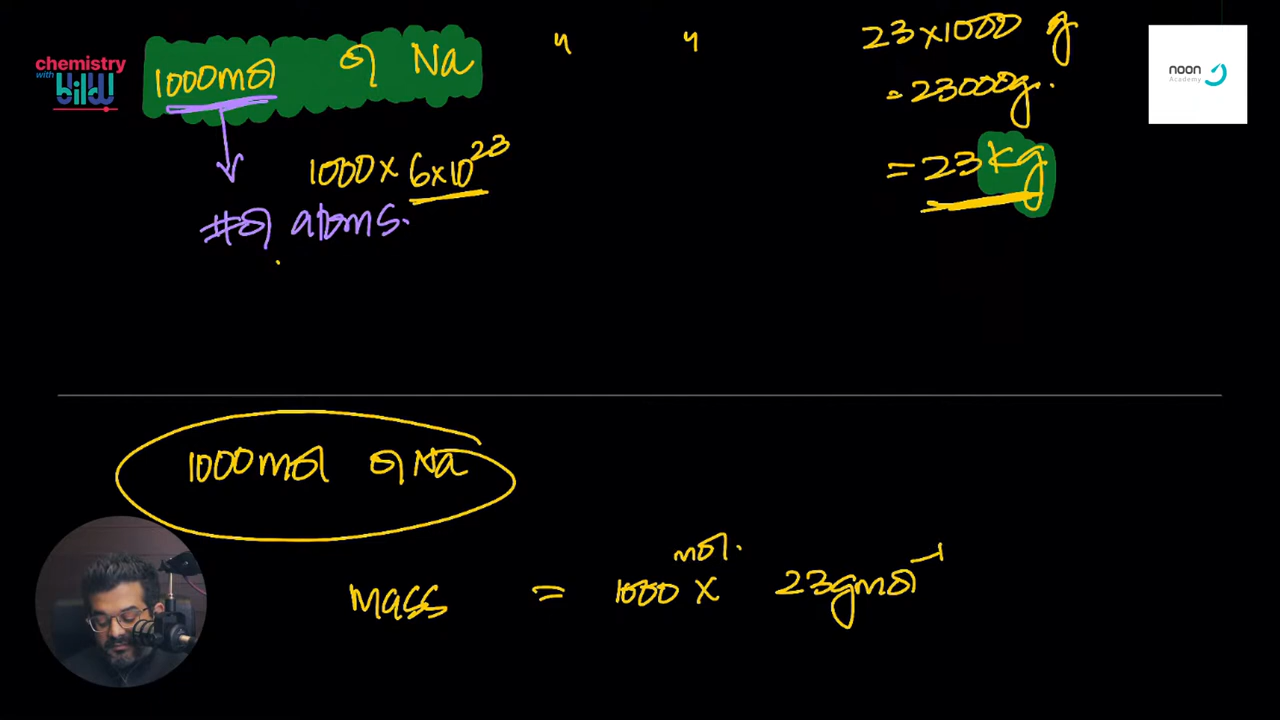 chemistry
with
bildu
noon
Academy
1000mol of Na " " 23×1000 g
= 23000g.
1000× 6×10²³
= 23kg
# of atoms.
1000mol of Na
mass = 1000 mol. × 23gmol⁻¹